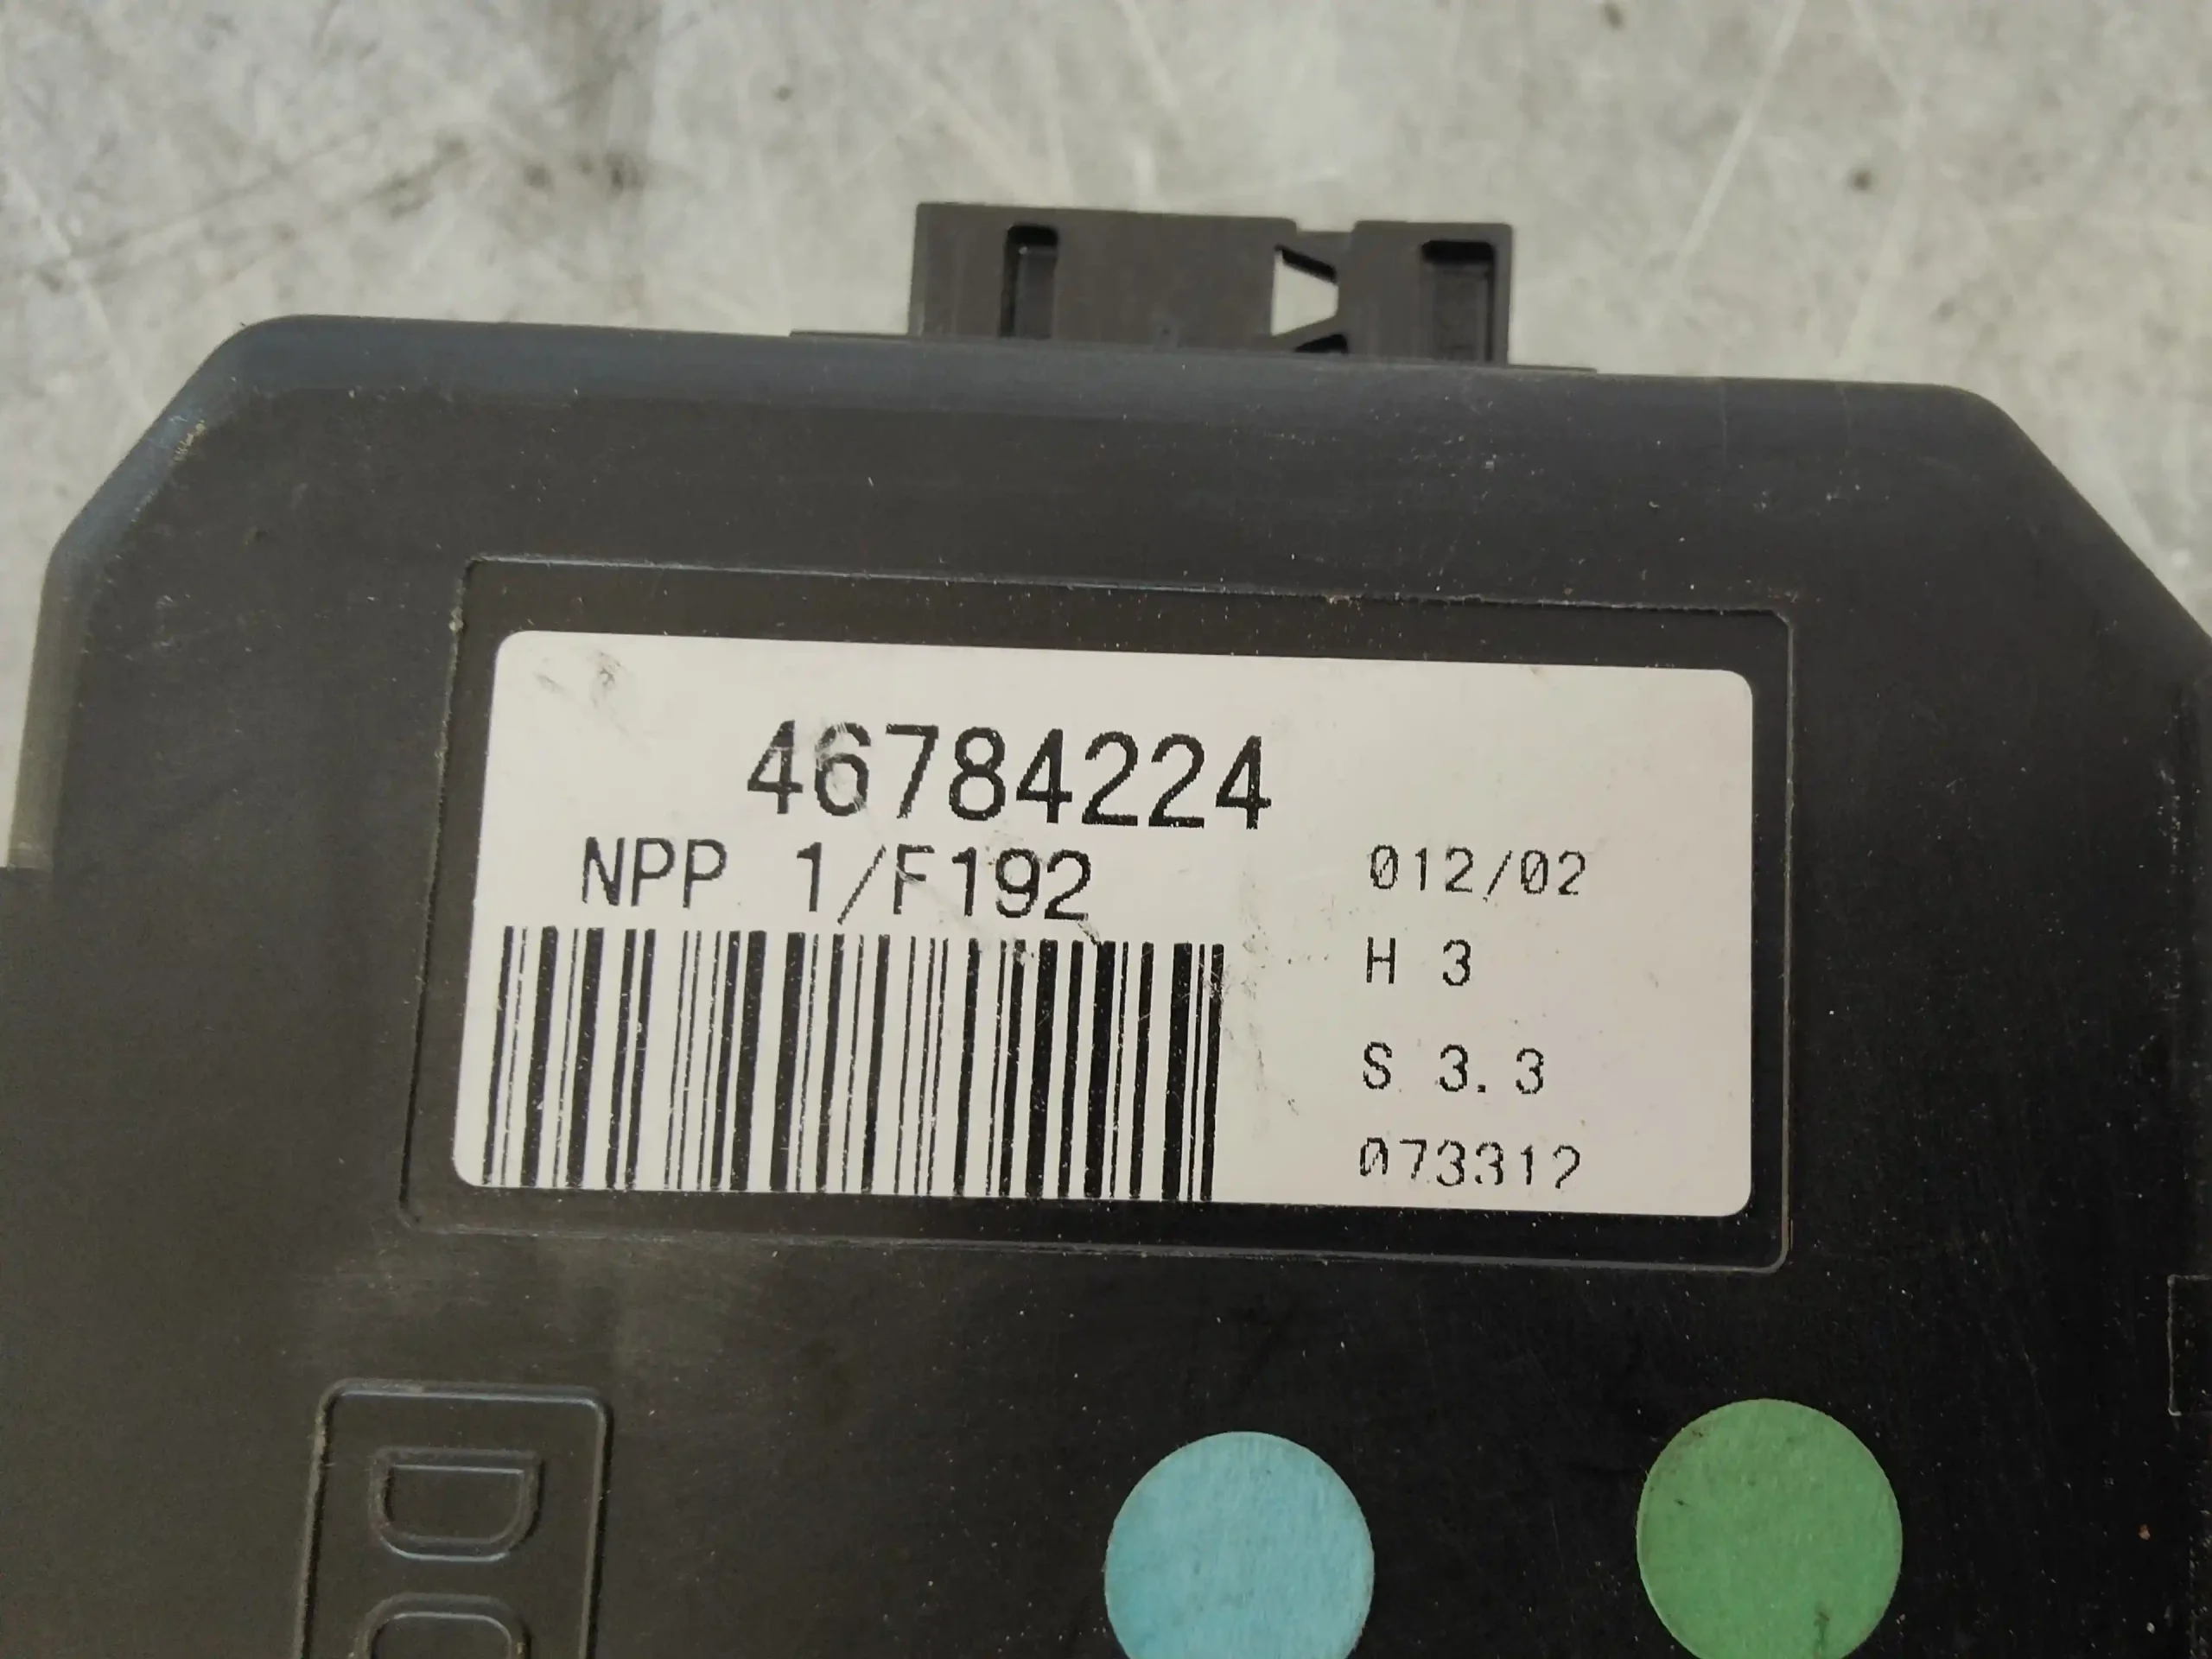 46784224
NPP 1/F192
012/02
H 3
S 3.3
073312
D